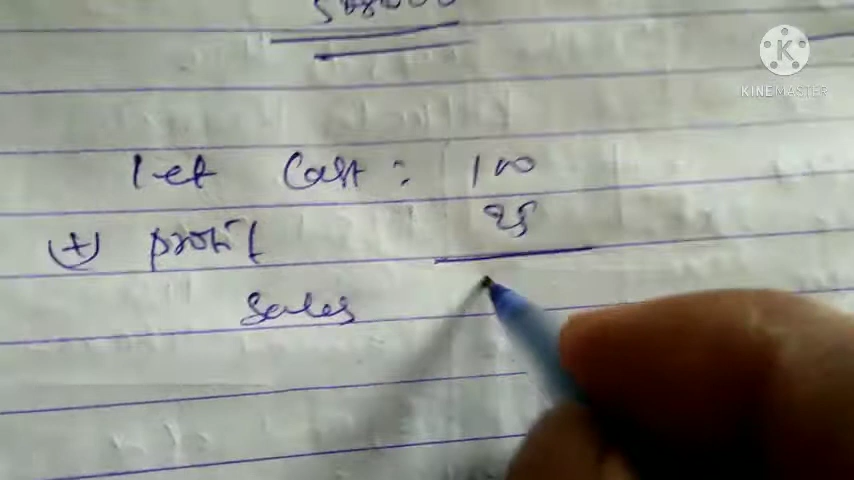 K
KINEMASTER
Let Cost : 100
(+) profit 25
Sales